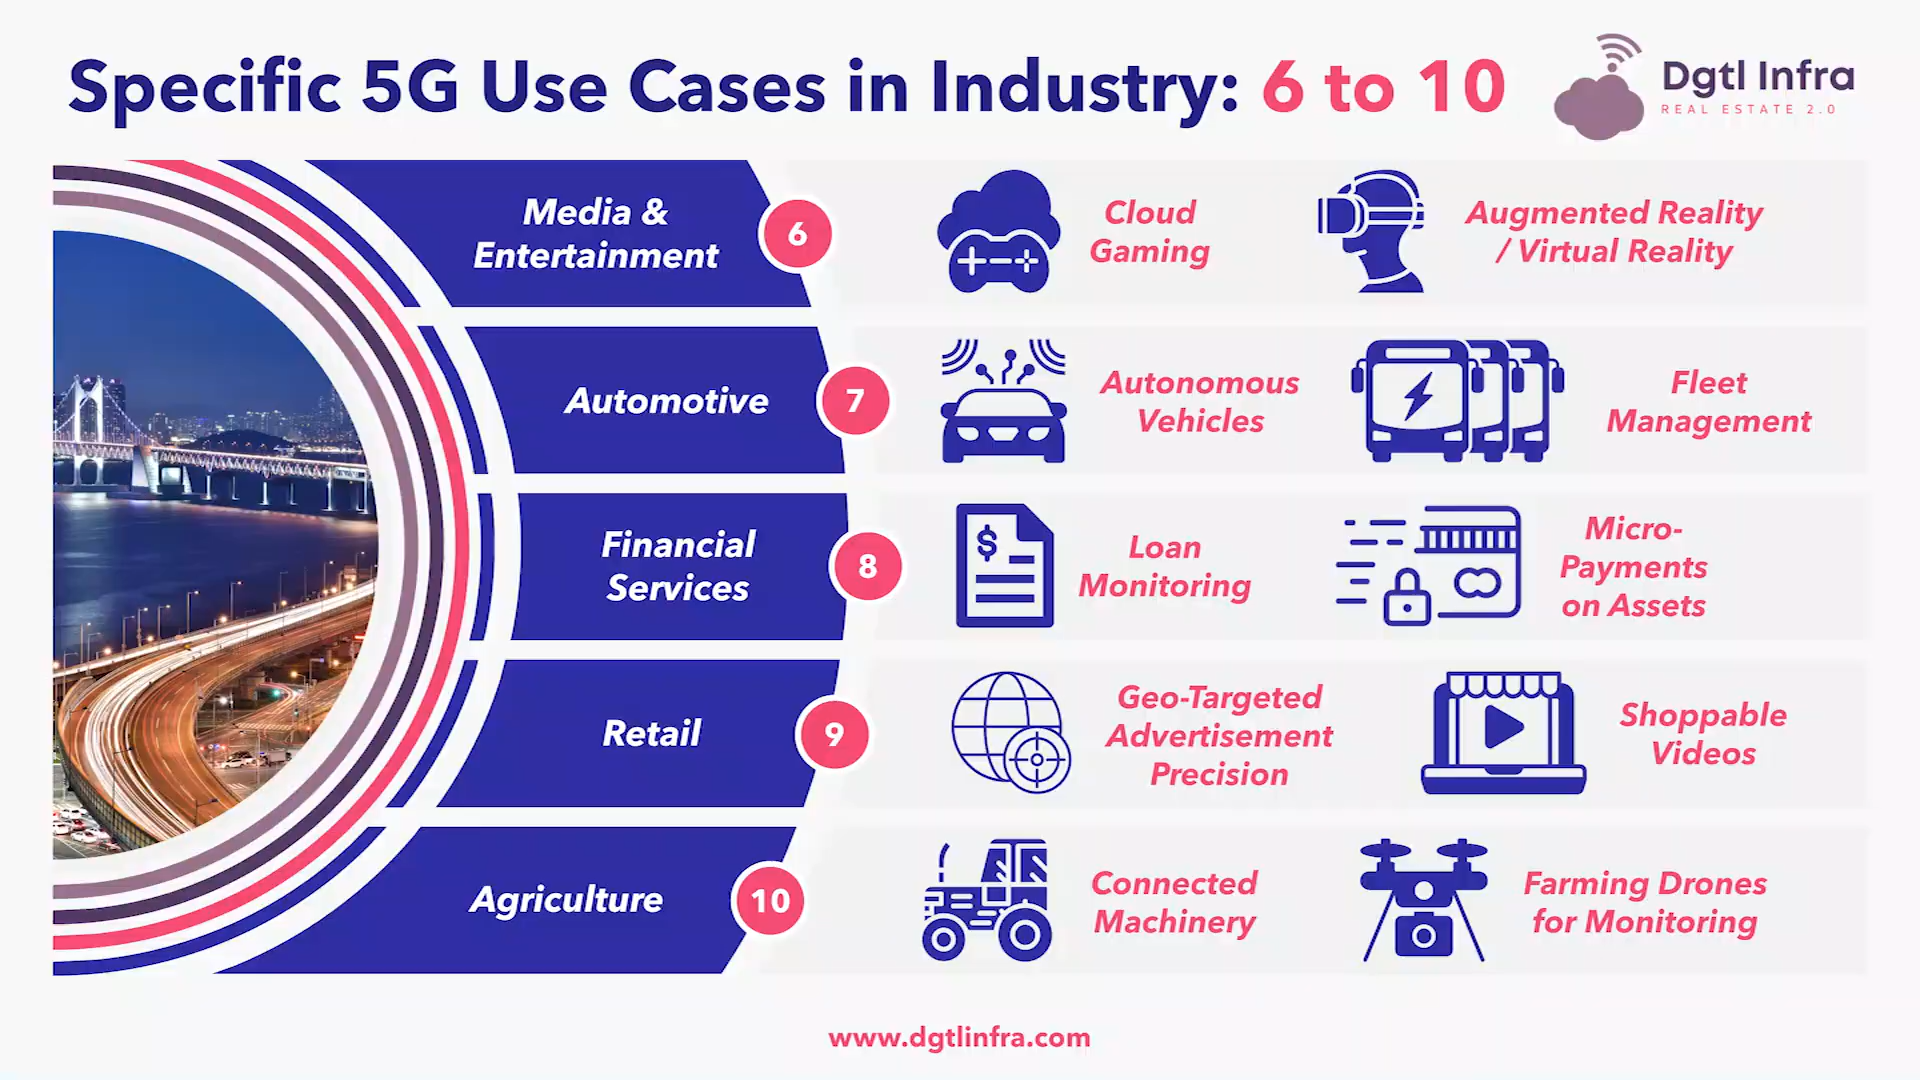 Specific 5G Use Cases in Industry: 6 to 10
Dgtl Infra
REAL ESTATE 2.0
Media &
Entertainment
6
Cloud
Gaming
Augmented Reality
/ Virtual Reality
Automotive
7
Autonomous
Vehicles
Fleet
Management
Financial
Services
8
$
Loan
Monitoring
Micro-
Payments
on Assets
Retail
9
Geo-Targeted
Advertisement
Precision
Shoppable
Videos
Agriculture
10
Connected
Machinery
Farming Drones
for Monitoring
www.dgtlinfra.com